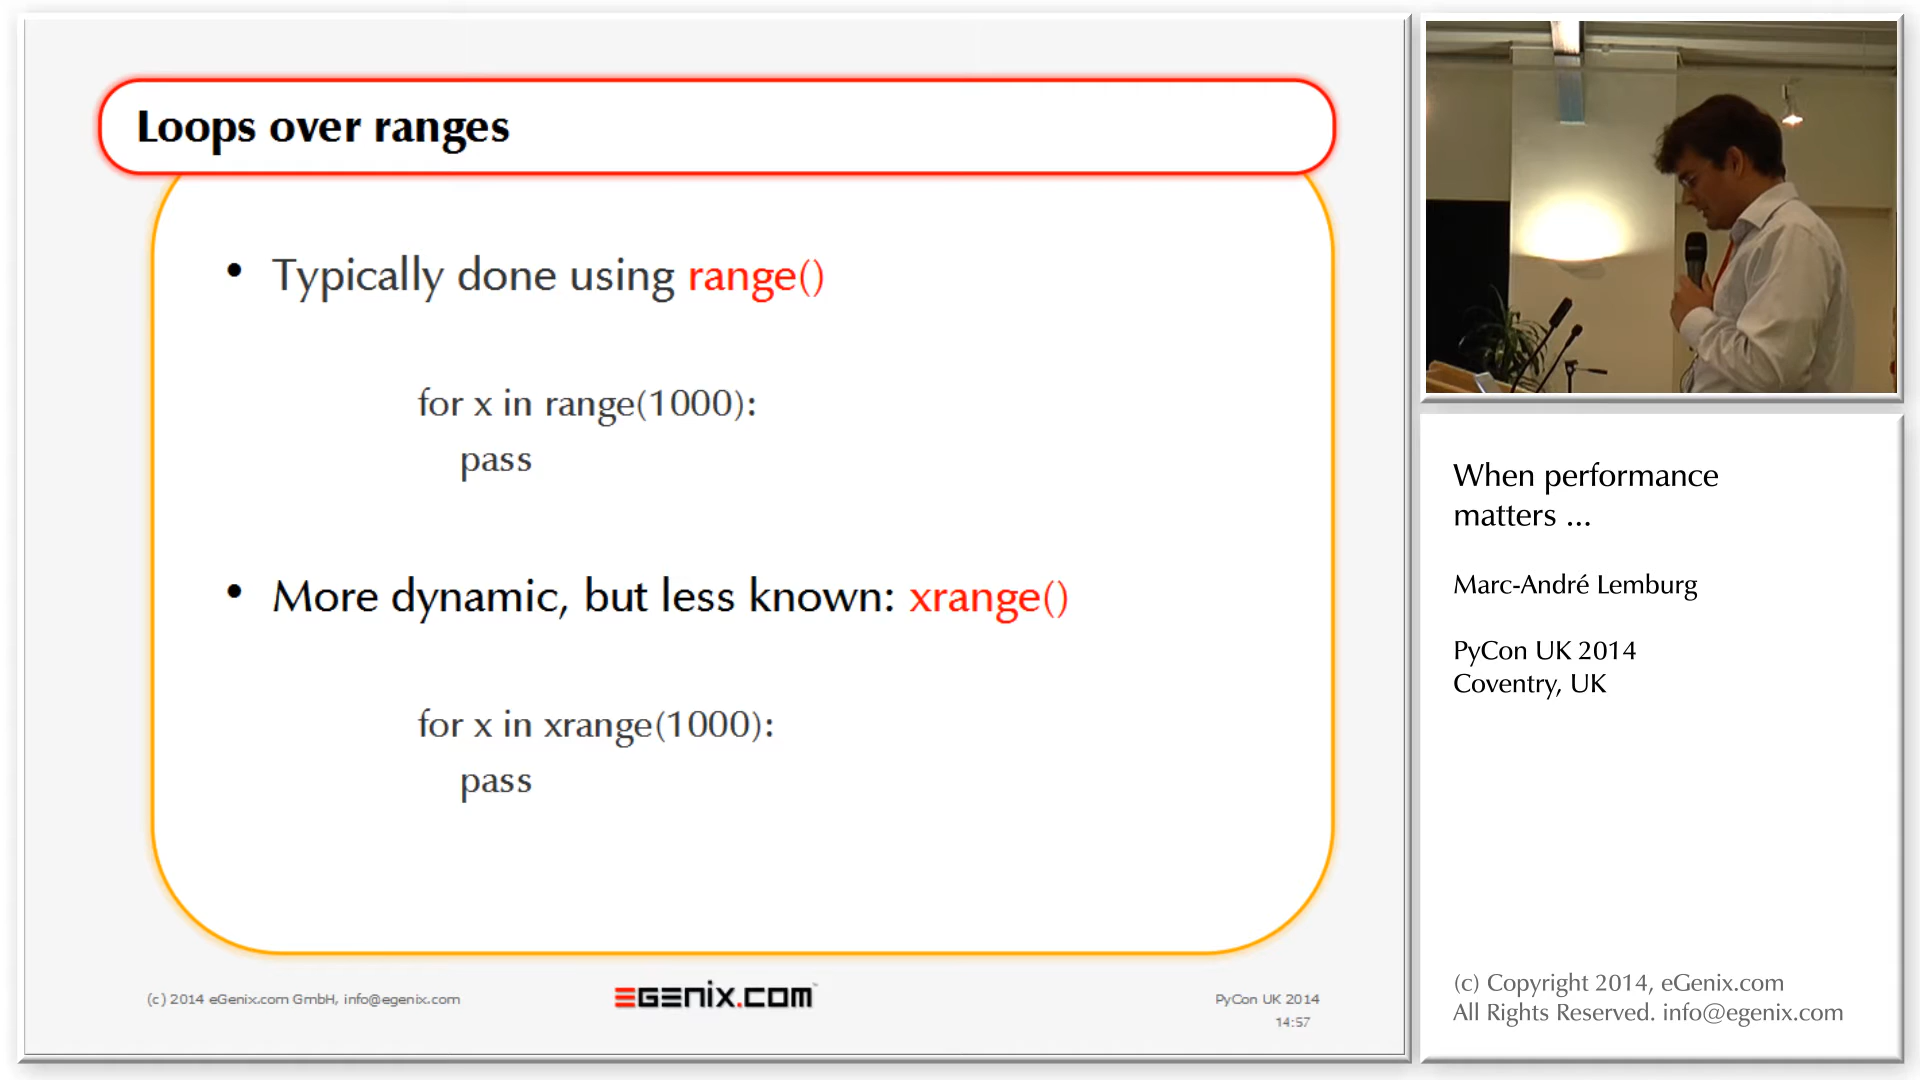 Loops over ranges
• Typically done using range()
for x in range(1000):
pass
• More dynamic, but less known: xrange()
for x in xrange(1000):
pass
(c) 2014 eGenix.com GmbH, info@egenix.com
EGENIX.COM
PyCon UK 2014
14:57
When performance
matters ...
Marc-André Lemburg
PyCon UK 2014
Coventry, UK
(c) Copyright 2014, eGenix.com
All Rights Reserved. info@egenix.com